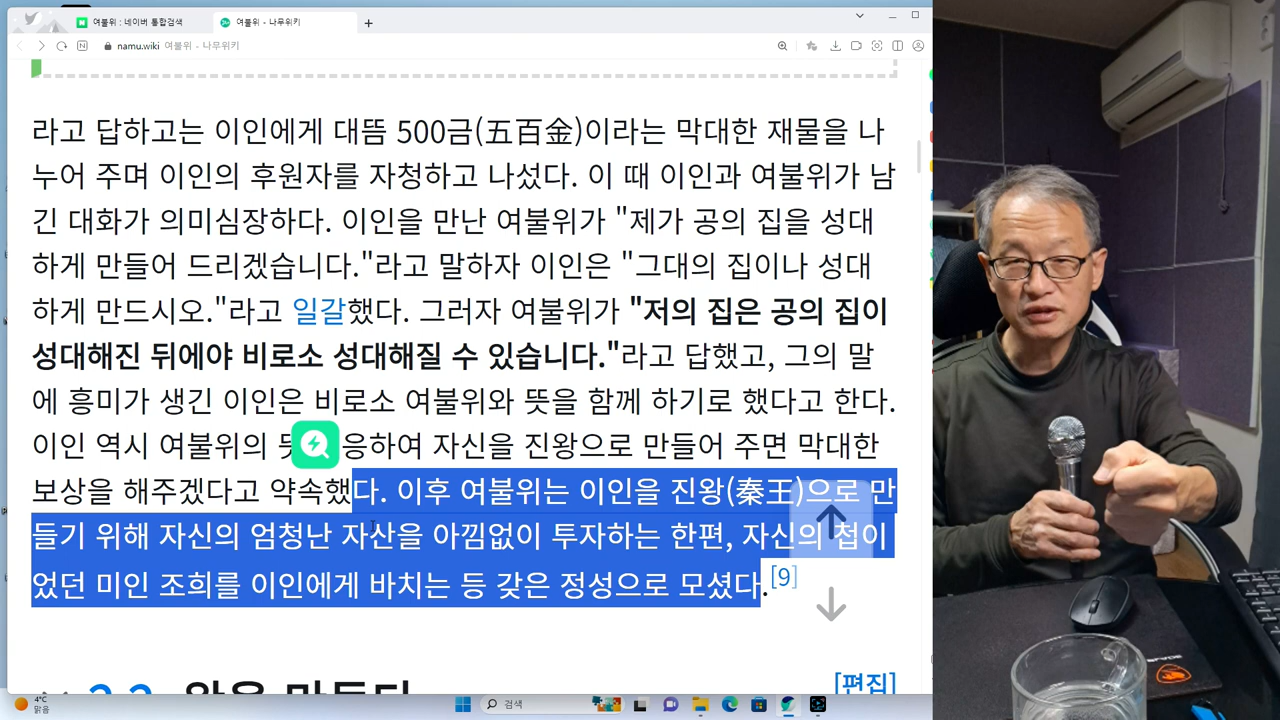 여불위 : 네이버 통합검색
여불위 - 나무위키
namu.wiki 여불위 - 나무위키
라고 답하고는 이인에게 대뜸 500금(五百金)이라는 막대한 재물을 나
누어 주며 이인의 후원자를 자청하고 나섰다. 이 때 이인과 여불위가 남
긴 대화가 의미심장하다. 이인을 만난 여불위가 "제가 공의 집을 성대
하게 만들어 드리겠습니다."라고 말하자 이인은 "그대의 집이나 성대
하게 만드시오."라고 일갈했다. 그러자 여불위가 "저의 집은 공의 집이
성대해진 뒤에야 비로소 성대해질 수 있습니다."라고 답했고, 그의 말
에 흥미가 생긴 이인은 비로소 여불위와 뜻을 함께 하기로 했다고 한다.
이인 역시 여불위의 응하여 자신을 진왕으로 만들어 주면 막대한
보상을 해주겠다고 약속했다. 이후 여불위는 이인을 진왕(秦王)으로 만
들기 위해 자신의 엄청난 자산을 아낌없이 투자하는 한편, 자신의 첩이
었던 미인 조희를 이인에게 바치는 등 갖은 정성으로 모셨다.[9]
[편집]
4°C
맑음
검색